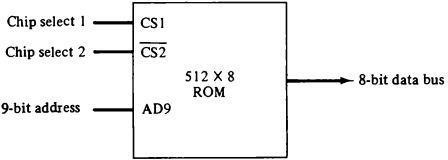 Chip select 1
CS1
Chip select 2
CS2
512 × 8
ROM
8-bit data bus
9-bit address
AD9